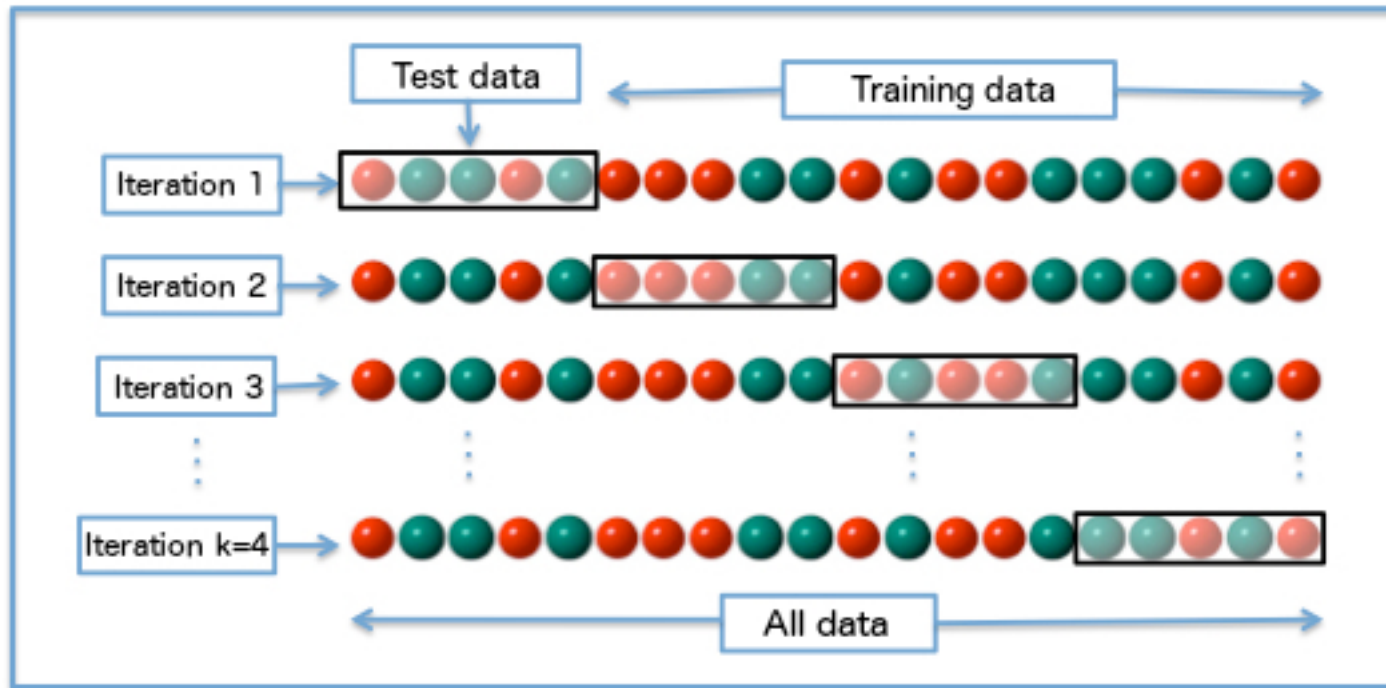 Test data
Training data
Iteration 1
Iteration 2
Iteration 3
Iteration k=4
All data